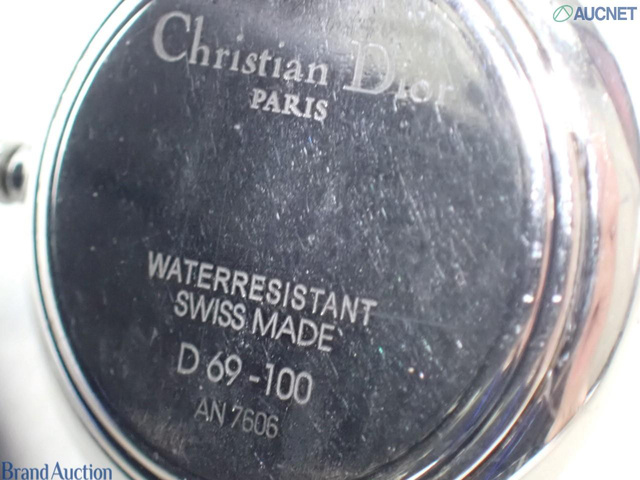 AUCNET
Christian Dior
PARIS
WATERRESISTANT
SWISS MADE
D 69-100
AN 7606
Brand Auction